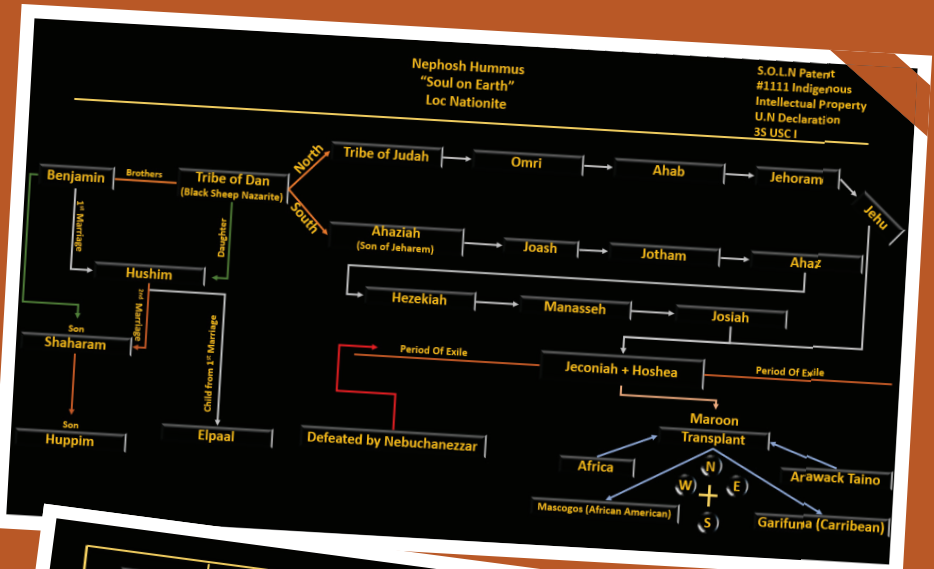 Nephosh Hummus
"Soul on Earth"
Loc Nationite
S.O.L.N Patent
#1111 Indigenous
Intellectual Property
U.N Declaration
3S USC I
Benjamin
Brothers
Tribe of Dan
(Black Sheep Nazarite)
North
South
Tribe of Judah
Omri
Ahab
Jehoram
Jehu
Ahaziah
(Son of Jeharem)
Joash
Jotham
Ahaz
1st Marriage
Daughter
Hushim
Hezekiah
Manasseh
Josiah
2nd Marriage
Child from 1st Marriage
Son
Shaharam
Period Of Exile
Jeconiah + Hoshea
Period Of Exile
Son
Huppim
Elpaal
Defeated by Nebuchanezzar
Maroon
Transplant
Africa
Arawack Taino
N
W
E
S
Mascogos (African American)
Garifuna (Carribean)